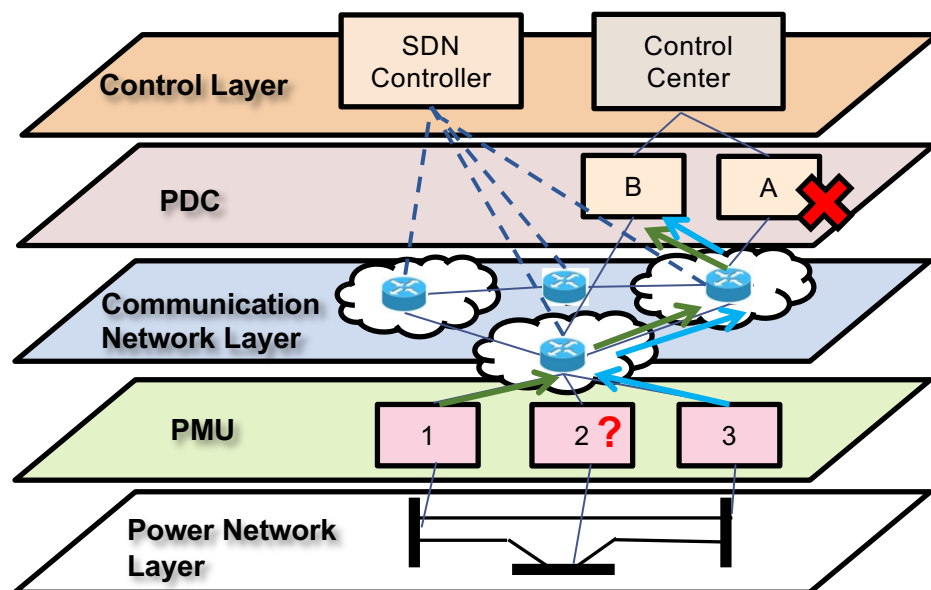 SDN
Controller
Control
Center
Control Layer
B
A
PDC
Communication
Network Layer
PMU
1
2 ?
3
Power Network
Layer